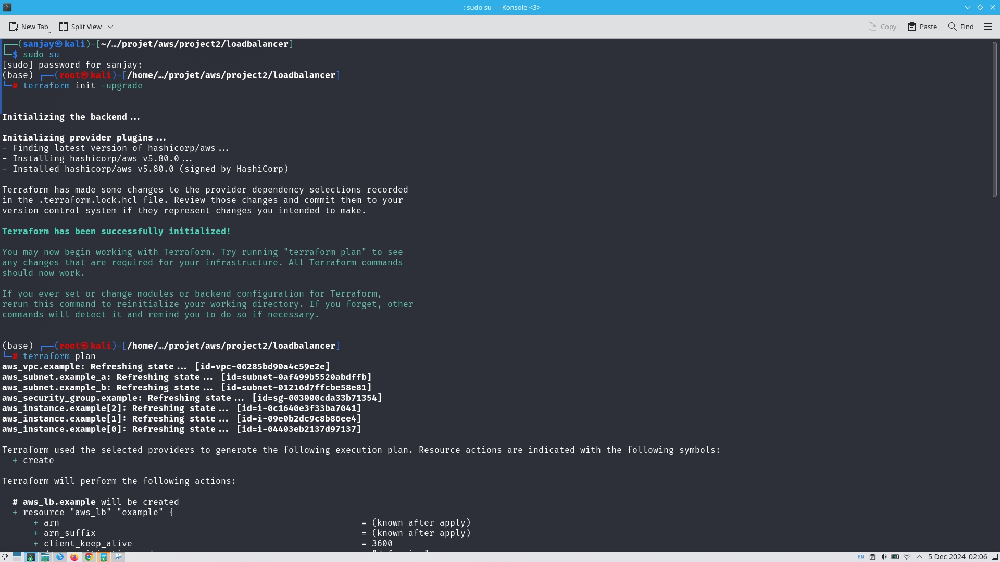 - : sudo su — Konsole <3>
New Tab
Split View
Copy
Paste
Find
┌──(sanjay㉿kali)-[~/…/projet/aws/project2/loadbalancer]
└─$ sudo su
[sudo] password for sanjay:
(base) ┌──(root㉿kali)-[/home/…/projet/aws/project2/loadbalancer]
└─# terraform init -upgrade
Initializing the backend...
Initializing provider plugins...
- Finding latest version of hashicorp/aws...
- Installing hashicorp/aws v5.80.0...
- Installed hashicorp/aws v5.80.0 (signed by HashiCorp)
Terraform has made some changes to the provider dependency selections recorded
in the .terraform.lock.hcl file. Review those changes and commit them to your
version control system if they represent changes you intended to make.
Terraform has been successfully initialized!
You may now begin working with Terraform. Try running "terraform plan" to see
any changes that are required for your infrastructure. All Terraform commands
should now work.
If you ever set or change modules or backend configuration for Terraform,
rerun this command to reinitialize your working directory. If you forget, other
commands will detect it and remind you to do so if necessary.
(base) ┌──(root㉿kali)-[/home/…/projet/aws/project2/loadbalancer]
└─# terraform plan
aws_vpc.example: Refreshing state... [id=vpc-06285bd90a4c59e2e]
aws_subnet.example_a: Refreshing state... [id=subnet-0af499b5520abdffb]
aws_subnet.example_b: Refreshing state... [id=subnet-01216d7ffcbe58e81]
aws_security_group.example: Refreshing state... [id=sg-003000cda33b71354]
aws_instance.example[2]: Refreshing state... [id=i-0c1640e3f33ba7041]
aws_instance.example[1]: Refreshing state... [id=i-09e0b2dc9c8b86ee4]
aws_instance.example[0]: Refreshing state... [id=i-04403eb2137d97137]
Terraform used the selected providers to generate the following execution plan. Resource actions are indicated with the following symbols:
+ create
Terraform will perform the following actions:
# aws_lb.example will be created
+ resource "aws_lb" "example" {
+ arn = (known after apply)
+ arn_suffix = (known after apply)
+ client_keep_alive = 3600
EN
5 Dec 2024 02:06